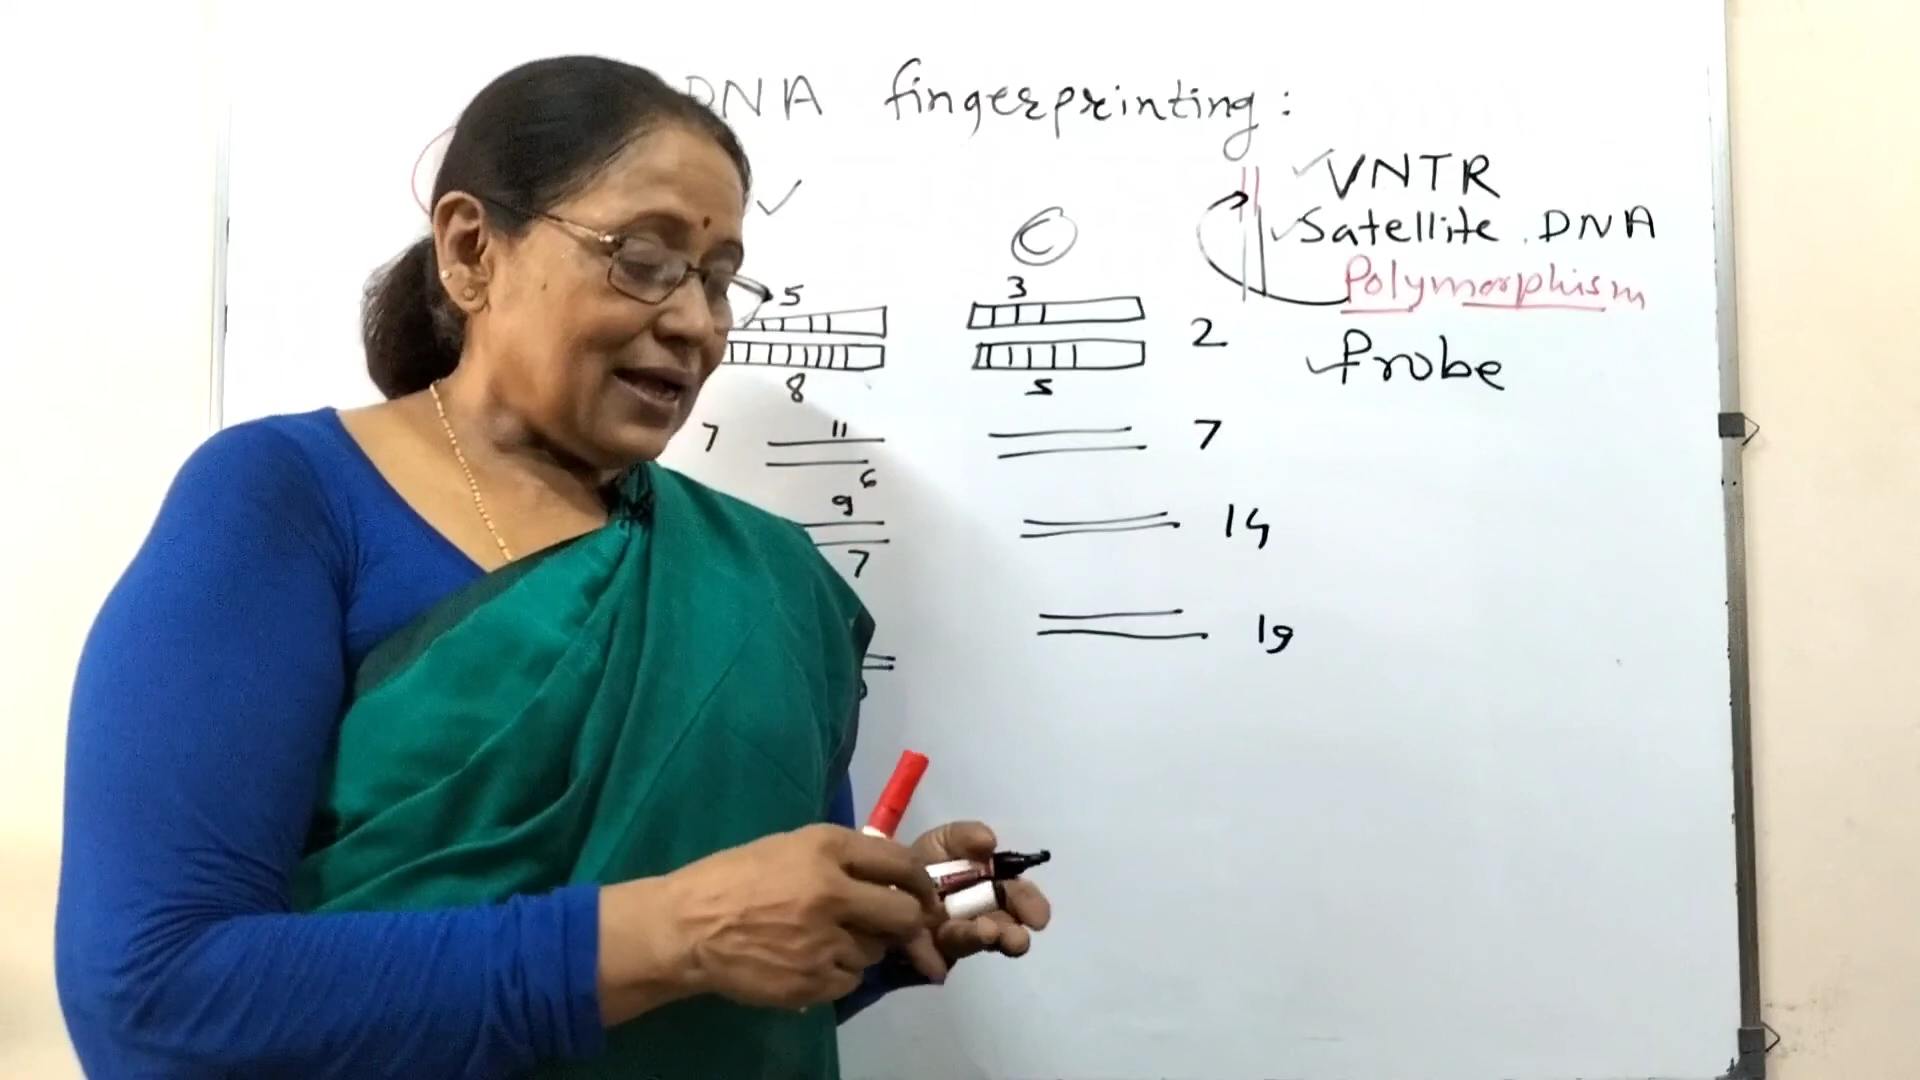 DNA fingerprinting:
VNTR
Satellite DNA
C
Polymorphism
5 3
2
Probe
8 5
7 11 7
6
9
14
7
19